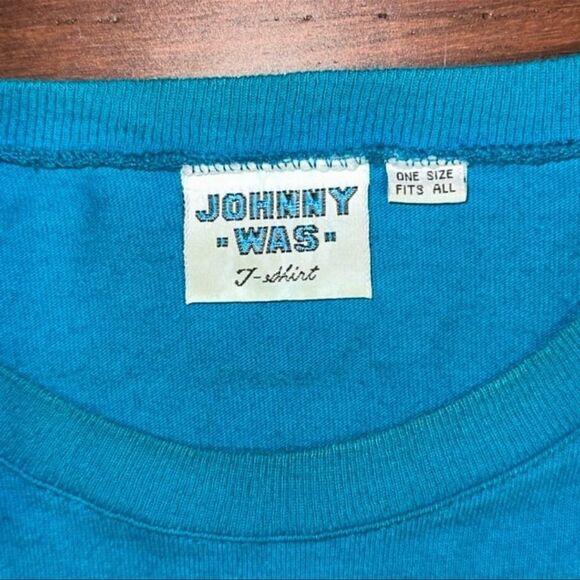 JOHNNY
-WAS-
T-shirt
ONE SIZE
FITS ALL